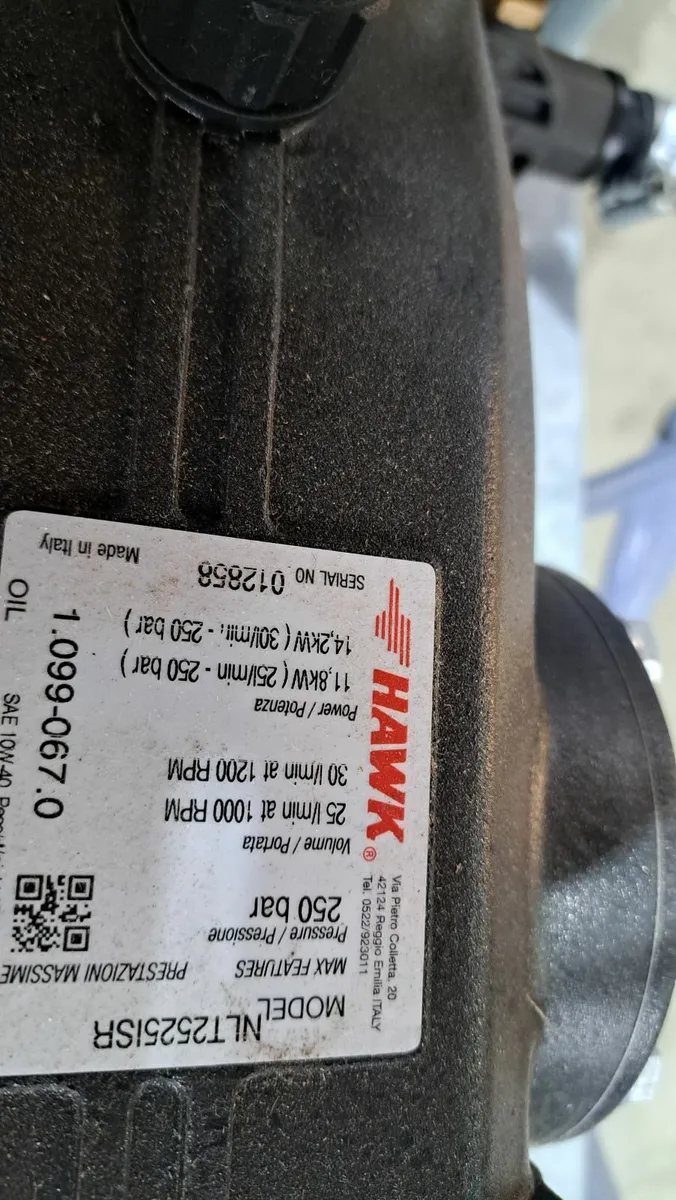 HAWK®
Via Pietro Colletta, 20
42124 Reggio Emilia ITALY
Tel. 0522/923011
MODEL
NLT2525ISR
MAX FEATURES
PRESTAZIONI MASSIME
Pressure / Pressione
250 bar
Volume / Portata
25 l/min at 1000 RPM
30 l/min at 1200 RPM
Power / Potenza
11,8kW ( 25l/min - 250 bar )
14,2kW ( 30l/min - 250 bar )
SERIAL NO 012858
Made in Italy
1.099-067.0
OIL
SAE 10W-40